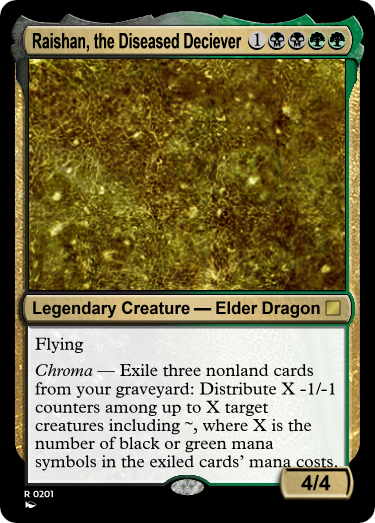 Raishan, the Diseased Deciever 1
Legendary Creature — Elder Dragon
Flying
Chroma — Exile three nonland cards
from your graveyard: Distribute X -1/-1
counters among up to X target
creatures including ~, where X is the
number of black or green mana
symbols in the exiled cards' mana costs.
4/4
R 0201